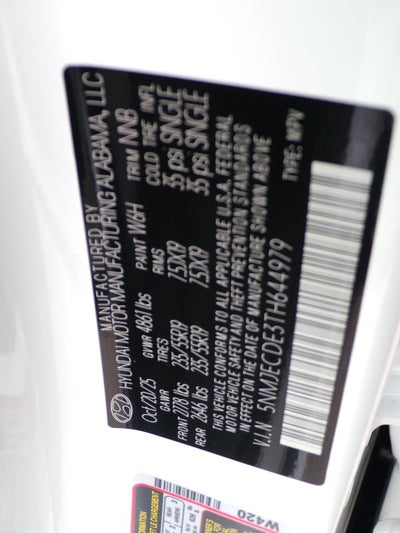 MANUFACTURED BY
HYUNDAI MOTOR MANUFACTURING ALABAMA, LLC
Oct/20/25 GVWR 4861 lbs PAINT W6H TRIM NNB
TIRES RIMS COLD TIRE INFL.
FRONT 2778 lbs 235/55R19 7.5JX19 35 psi SINGLE
REAR 2646 lbs 235/55R19 7.5JX19 35 psi SINGLE
THIS VEHICLE CONFORMS TO ALL APPLICABLE U.S.A. FEDERAL
MOTOR VEHICLE SAFETY AND THEFT PREVENTION STANDARDS
IN EFFECT ON THE DATE OF MANUFACTURE SHOWN ABOVE
V.I.N: 5NMJECDE3TH644979 TYPE: MPV
W420